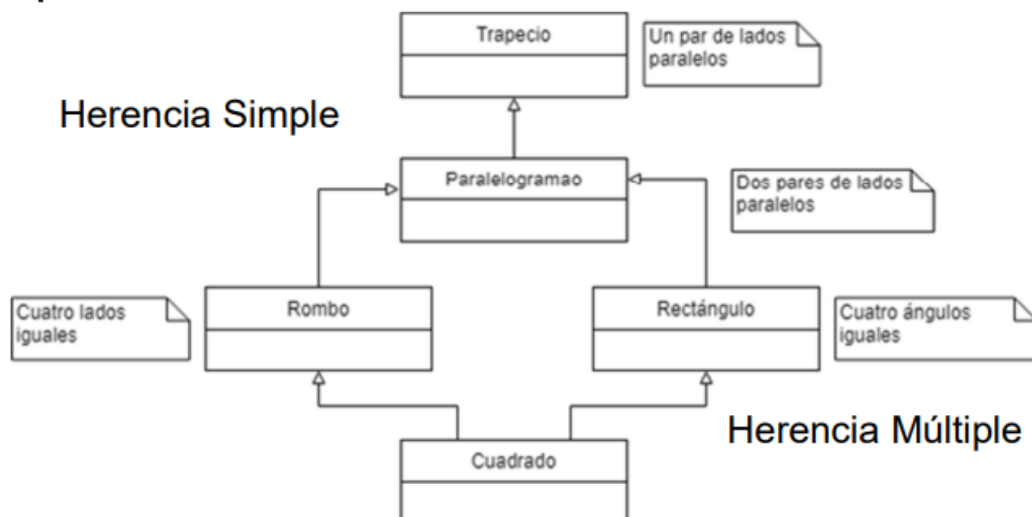 Trapecio
Un par de lados
paralelos
Herencia Simple
Paralelogramao
Dos pares de lados
paralelos
Cuatro lados
iguales
Rombo
Rectángulo
Cuatro ángulos
iguales
Herencia Múltiple
Cuadrado